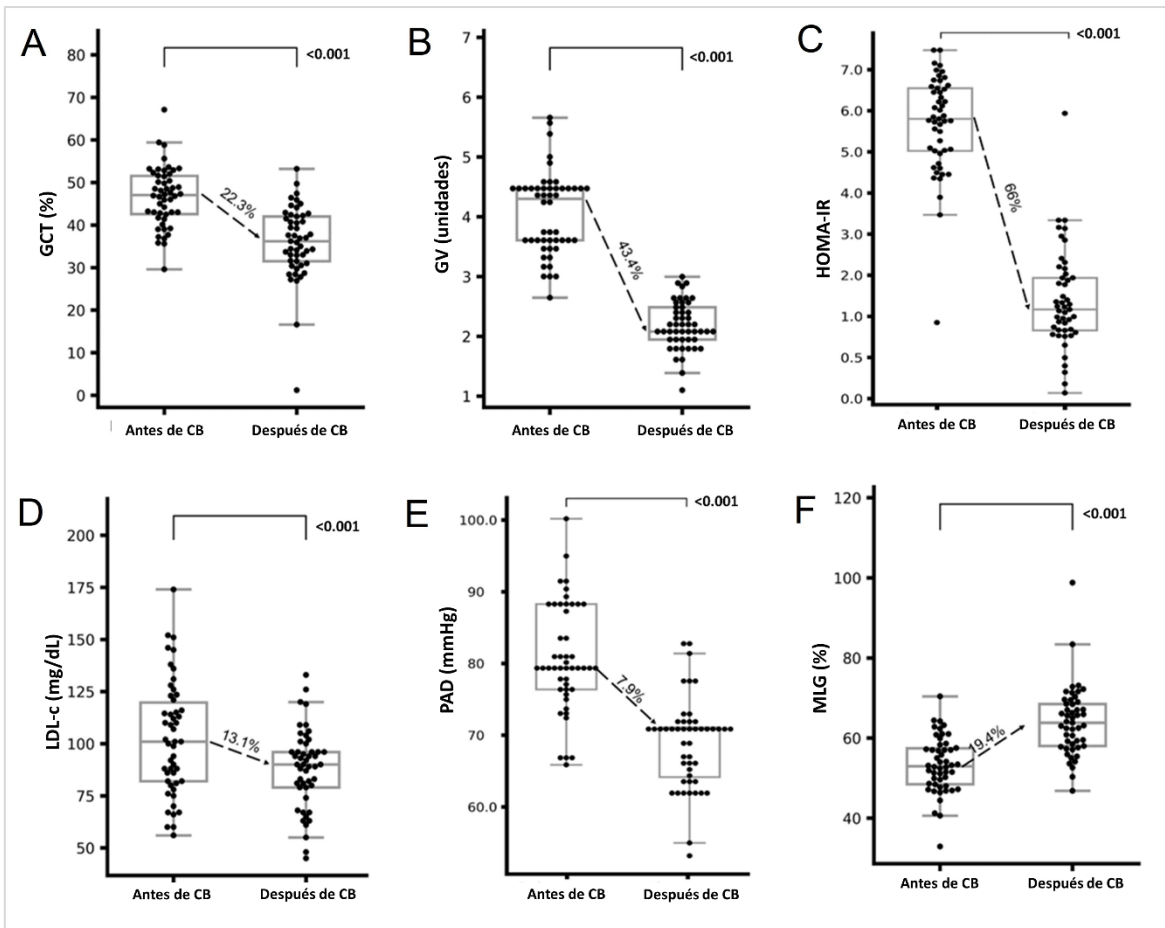 A
GCT (%)
80
70
60
50
40
30
20
10
0
<0.001
22.3%
Antes de CB
Después de CB
B
GV (unidades)
7
6
5
4
3
2
1
<0.001
43.4%
Antes de CB
Después de CB
C
HOMA-IR
7.0
6.0
5.0
4.0
3.0
2.0
1.0
0.5
0.0
<0.001
66%
Antes de CB
Después de CB
D
LDL-c (mg/dL)
200
175
150
125
100
75
50
<0.001
13.1%
Antes de CB
Después de CB
E
PAD (mmHg)
100.0
90
80
70
60.0
<0.001
7.9%
Antes de CB
Después de CB
F
MLG (%)
120
100
80
60
40
<0.001
19.4%
Antes de CB
Después de CB